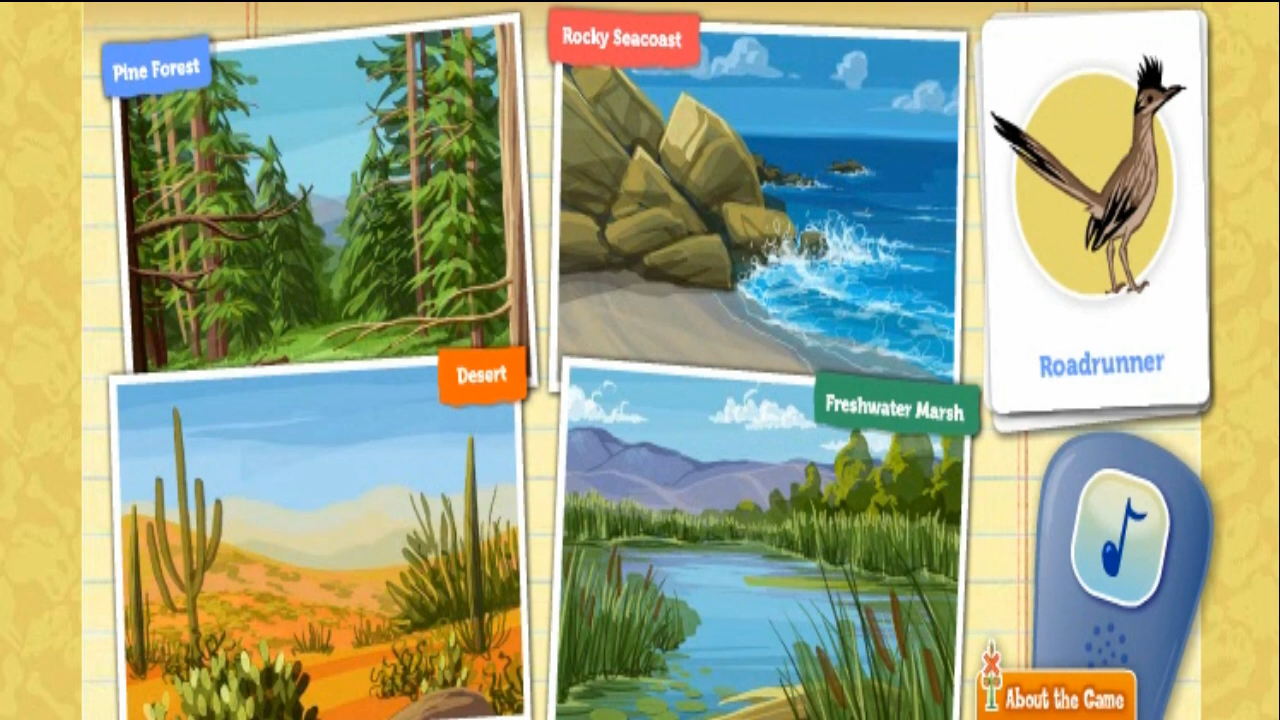 Pine Forest
Rocky Seacoast
Roadrunner
Desert
Freshwater Marsh
About the Game